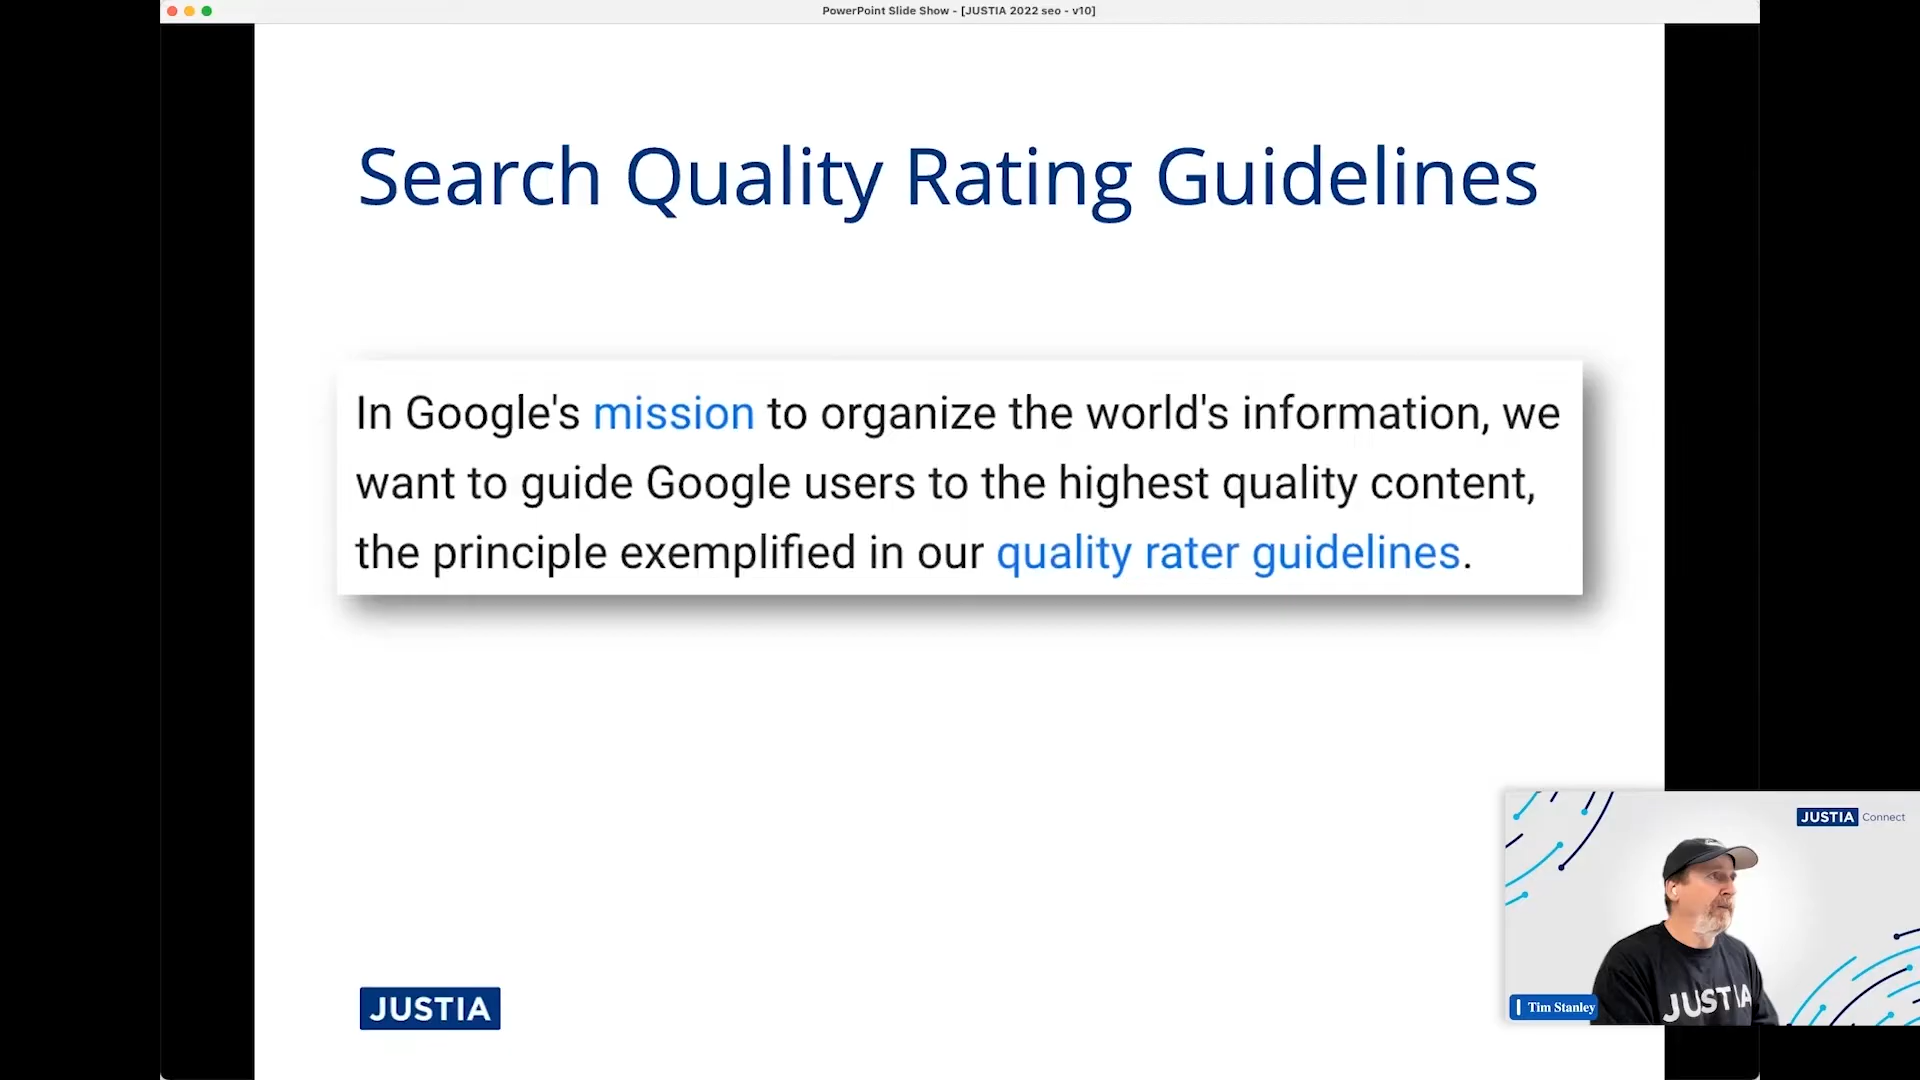 PowerPoint Slide Show - [JUSTIA 2022 seo - v10]
Search Quality Rating Guidelines
In Google's mission to organize the world's information, we
want to guide Google users to the highest quality content,
the principle exemplified in our quality rater guidelines.
JUSTIA
JUSTIA Connect
JUSTIA
Tim Stanley